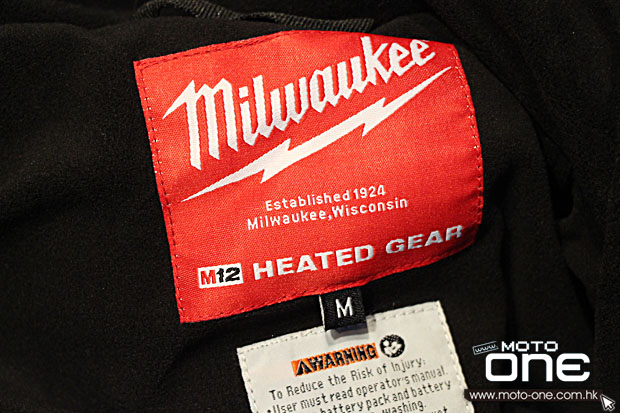 Milwaukee
Established 1924
Milwaukee, Wisconsin
M12 HEATED GEAR
M
WARNING
To Reduce the Risk of Injury:
User must read operator's manual.
battery pack and battery
washing.
www. MOTO
ONE
www.moto-one.com.hk